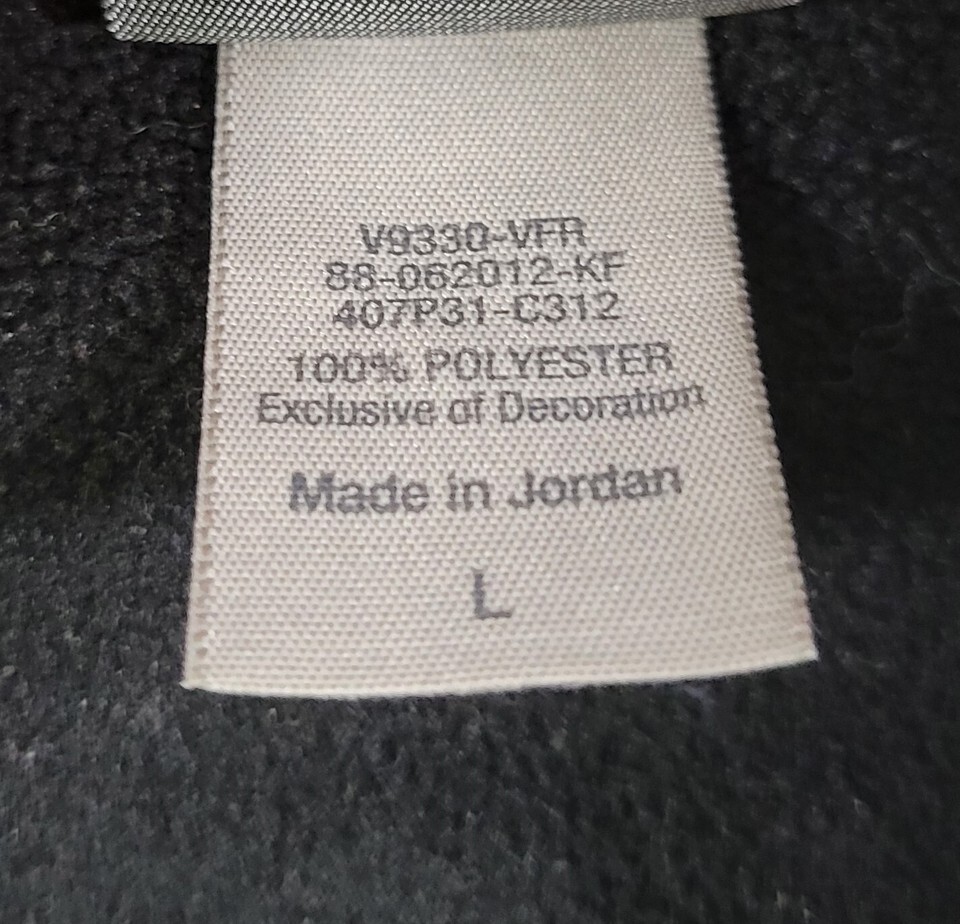 V9330-VFR
88-062012-KF
407P31-C312
100% POLYESTER
Exclusive of Decoration
Made in Jordan
L